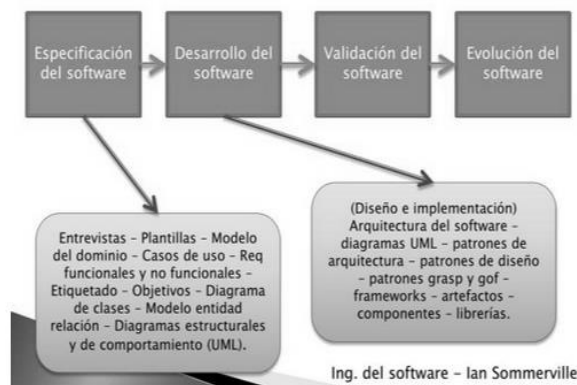 Especificación
del software
Desarrollo del
software
Validación del
software
Evolución del
software
Entrevistas – Plantillas – Modelo
del dominio – Casos de uso – Req
funcionales y no funcionales –
Etiquetado – Objetivos – Diagrama
de clases – Modelo entidad
relación – Diagramas estructurales
y de comportamiento (UML).
(Diseño e implementación)
Arquitectura del software –
diagramas UML – patrones de
arquitectura – patrones de diseño
– patrones grasp y gof –
frameworks – artefactos –
componentes – librerías.
Ing. del software – Ian Sommerville